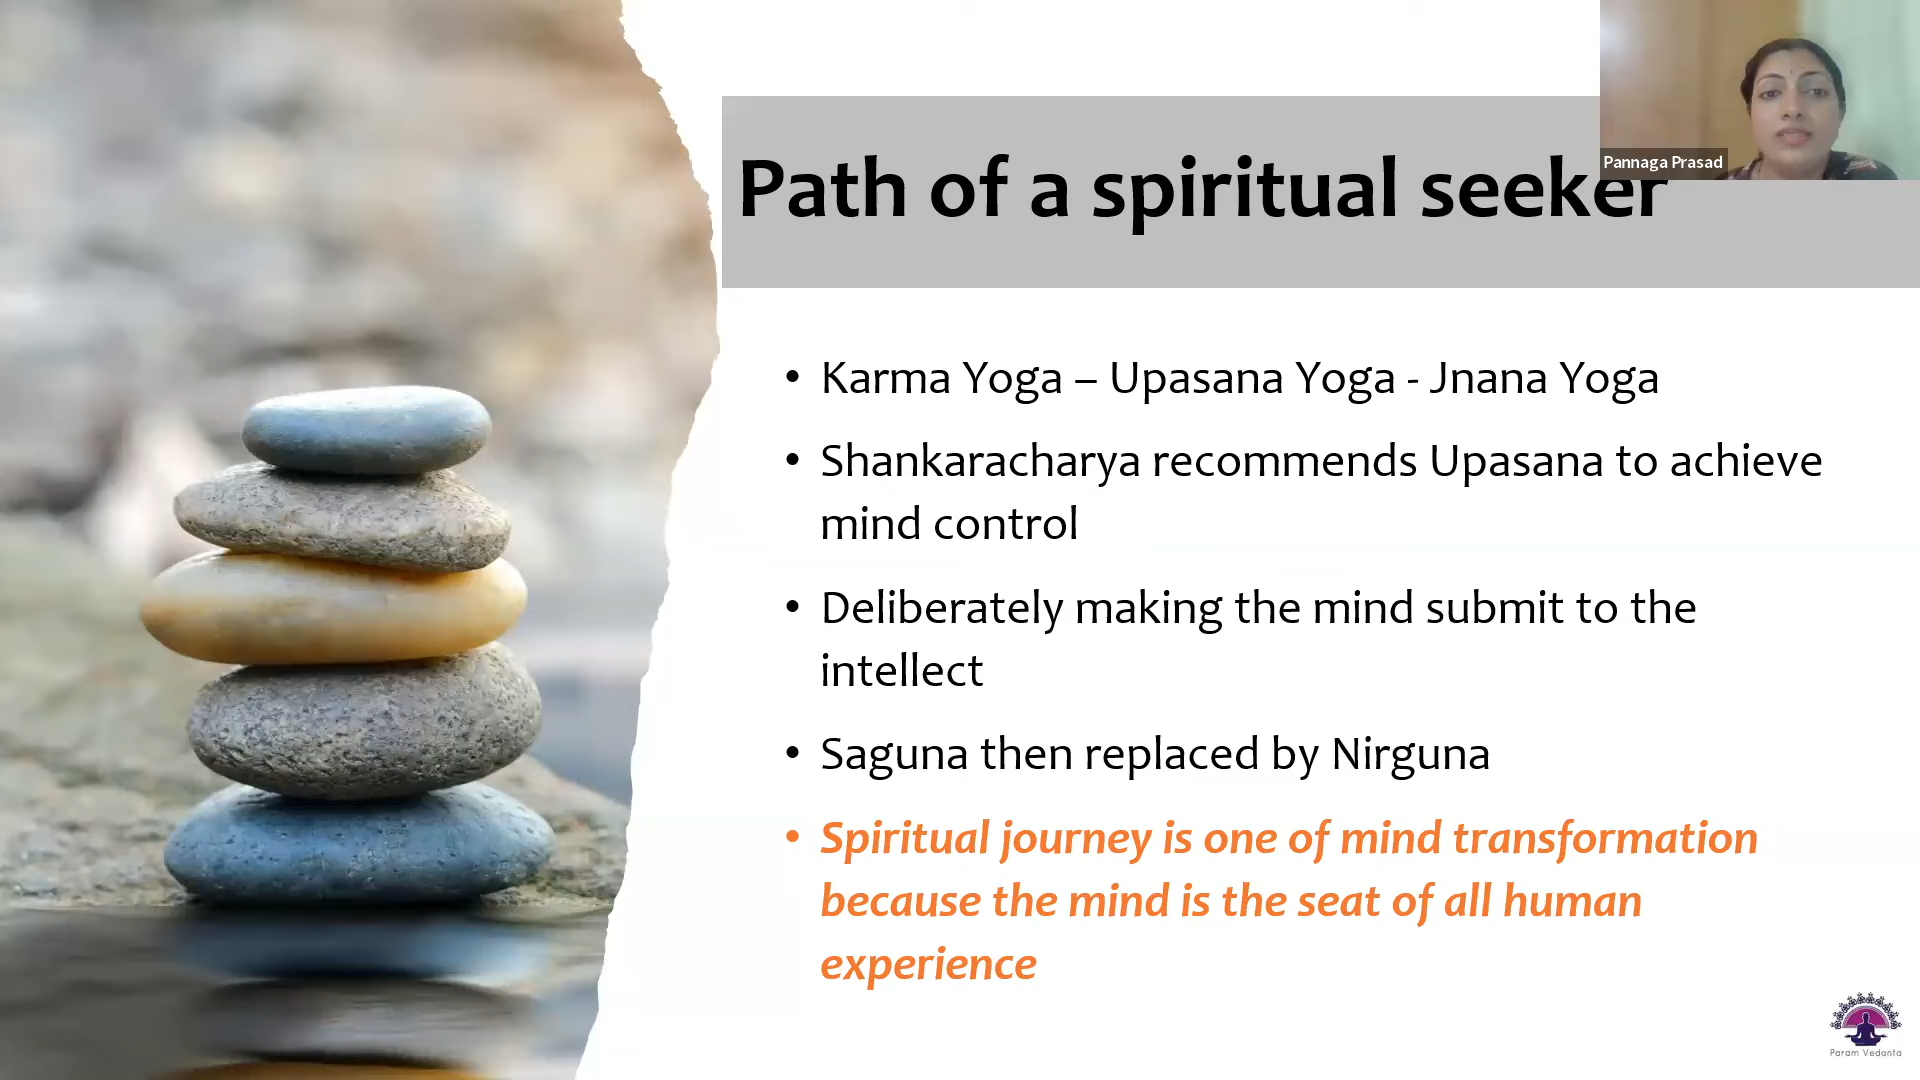 Pannaga Prasad
Path of a spiritual seeker
• Karma Yoga – Upasana Yoga - Jnana Yoga
• Shankaracharya recommends Upasana to achieve
mind control
• Deliberately making the mind submit to the
intellect
• Saguna then replaced by Nirguna
• Spiritual journey is one of mind transformation
because the mind is the seat of all human
experience
Param Vedanta